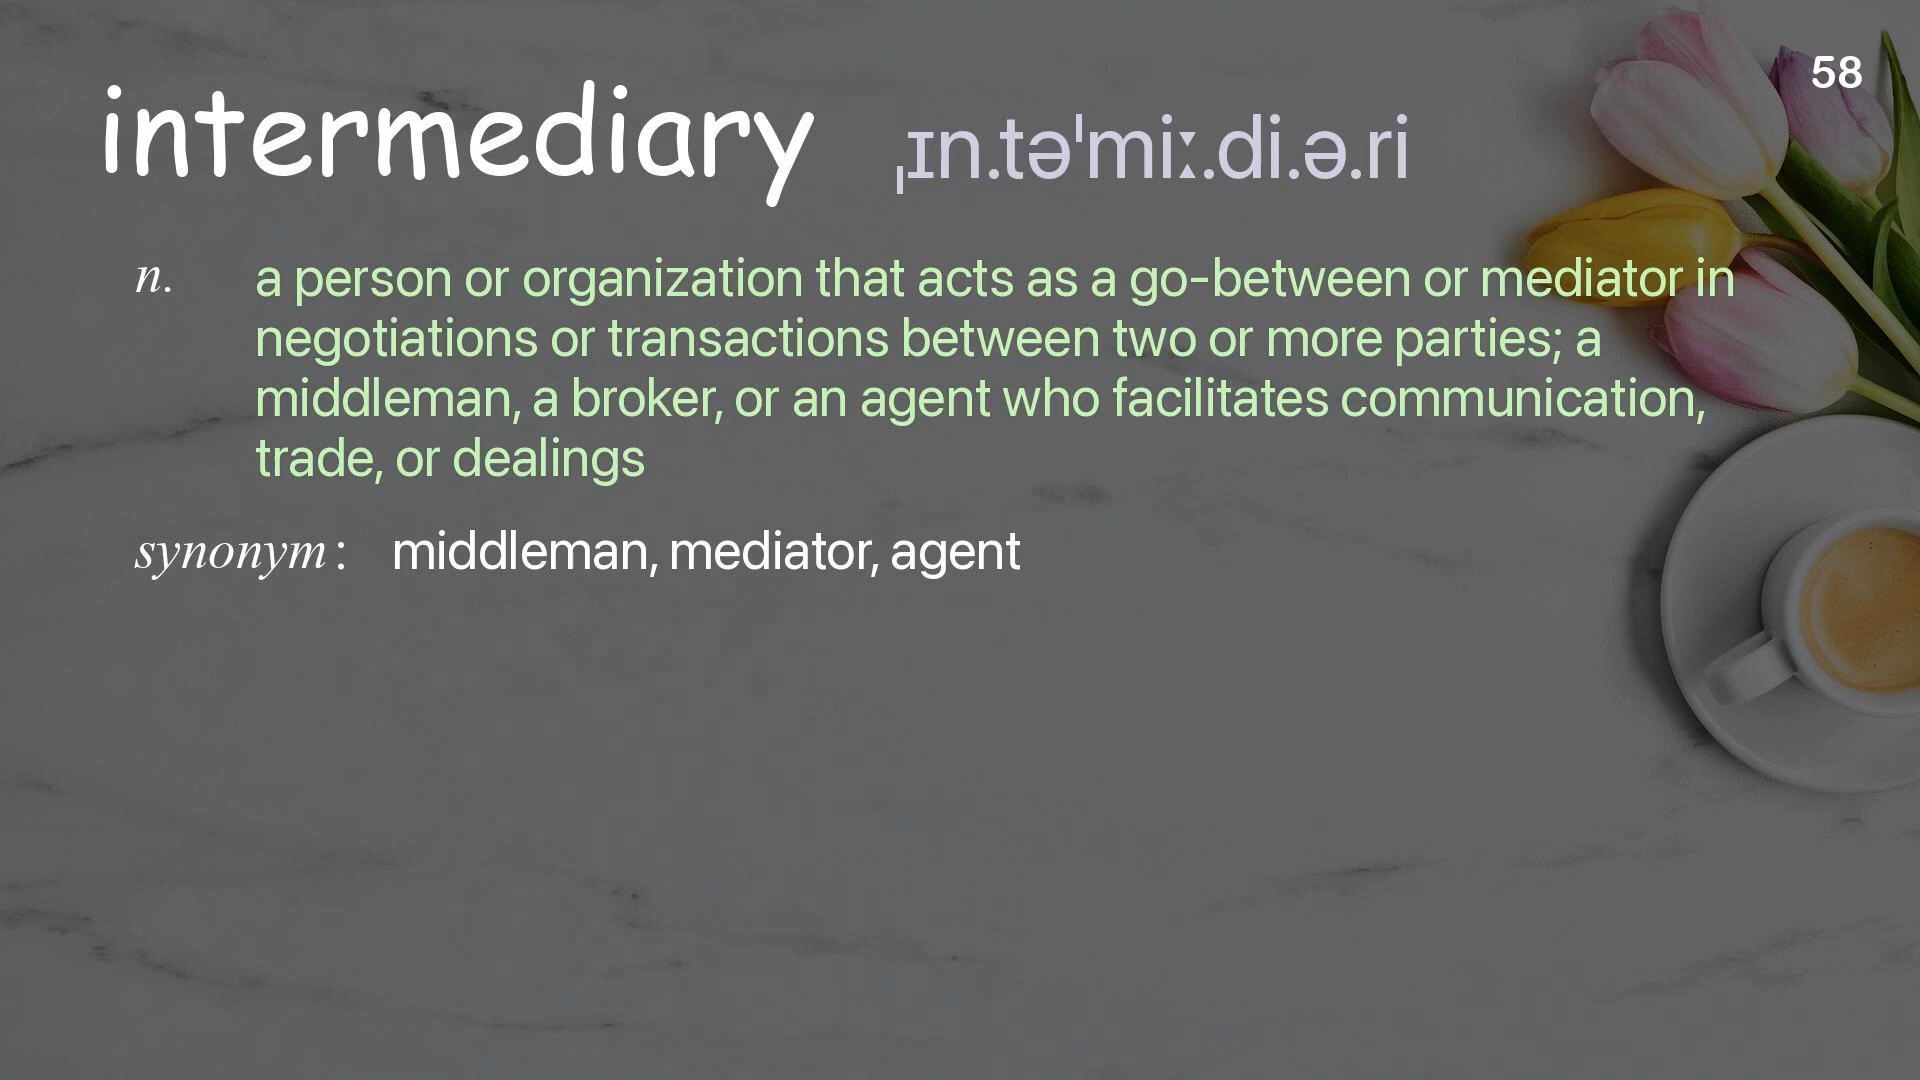 58
intermediary ˌɪn.təˈmiː.di.ə.ri
n. a person or organization that acts as a go-between or mediator in
negotiations or transactions between two or more parties; a
middleman, a broker, or an agent who facilitates communication,
trade, or dealings
synonym: middleman, mediator, agent